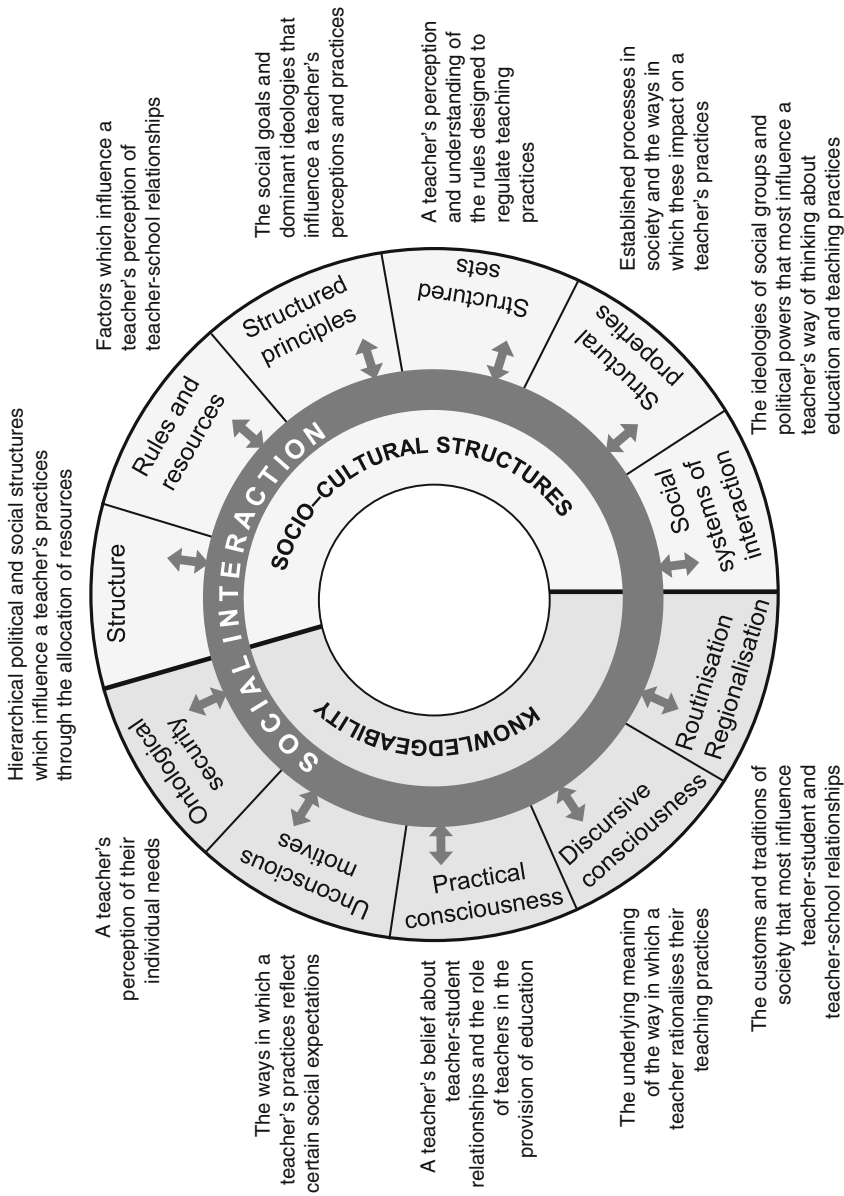 Hierarchical political and social structures
which influence a teacher's practices
through the allocation of resources
Factors which influence a
teacher's perception of
teacher-school relationships
The social goals and
dominant ideologies that
influence a teacher's
perceptions and practices
A teacher's perception
and understanding of
the rules designed to
regulate teaching
practices
Established processes in
society and the ways in
which these impact on a
teacher's practices
The ideologies of social groups and
political powers that most influence a
teacher's way of thinking about
education and teaching practices
Structure
Rules and
resources
Structured
principles
Structured
sets
Structural
properties
Social
systems of
interaction
SOCIAL INTERACTION
SOCIO–CULTURAL STRUCTURES
KNOWLEDGEABILITY
Ontological
security
Unconscious
motives
Practical
consciousness
Discursive
consciousness
Routinisation
Regionalisation
A teacher's
perception of their
individual needs
The ways in which a
teacher's practices reflect
certain social expectations
A teacher's belief about
teacher-student
relationships and the role
of teachers in the
provision of education
The underlying meaning
of the way in which a
teacher rationalises their
teaching practices
The customs and traditions of
society that most influence
teacher-student and
teacher-school relationships